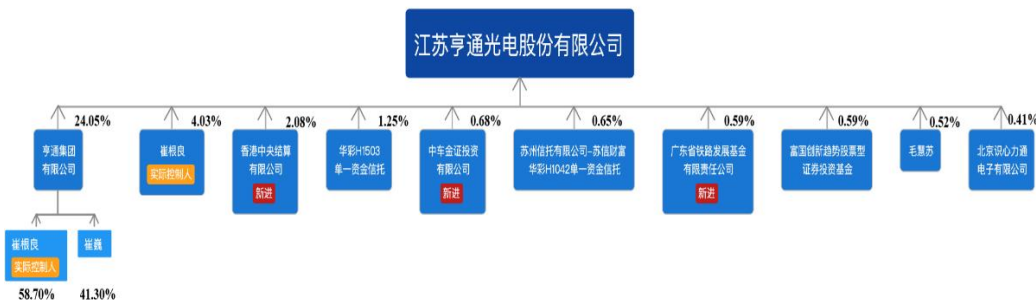 江苏亨通光电股份有限公司
24.05%
4.03%
2.08%
1.25%
0.68%
0.65%
0.59%
0.59%
0.52%
0.41%
亨通集团
有限公司
崔根良
实际控制人
香港中央结算
有限公司
新进
华彩H1503
单一资金信托
中车金证投资
有限公司
新进
苏州信托有限公司-苏信财富
华彩H1042单一资金信托
广东省铁路发展基金
有限责任公司
新进
富国创新趋势股票型
证券投资基金
毛慧苏
北京识心力通
电子有限公司
崔根良
实际控制人
崔巍
58.70%
41.30%